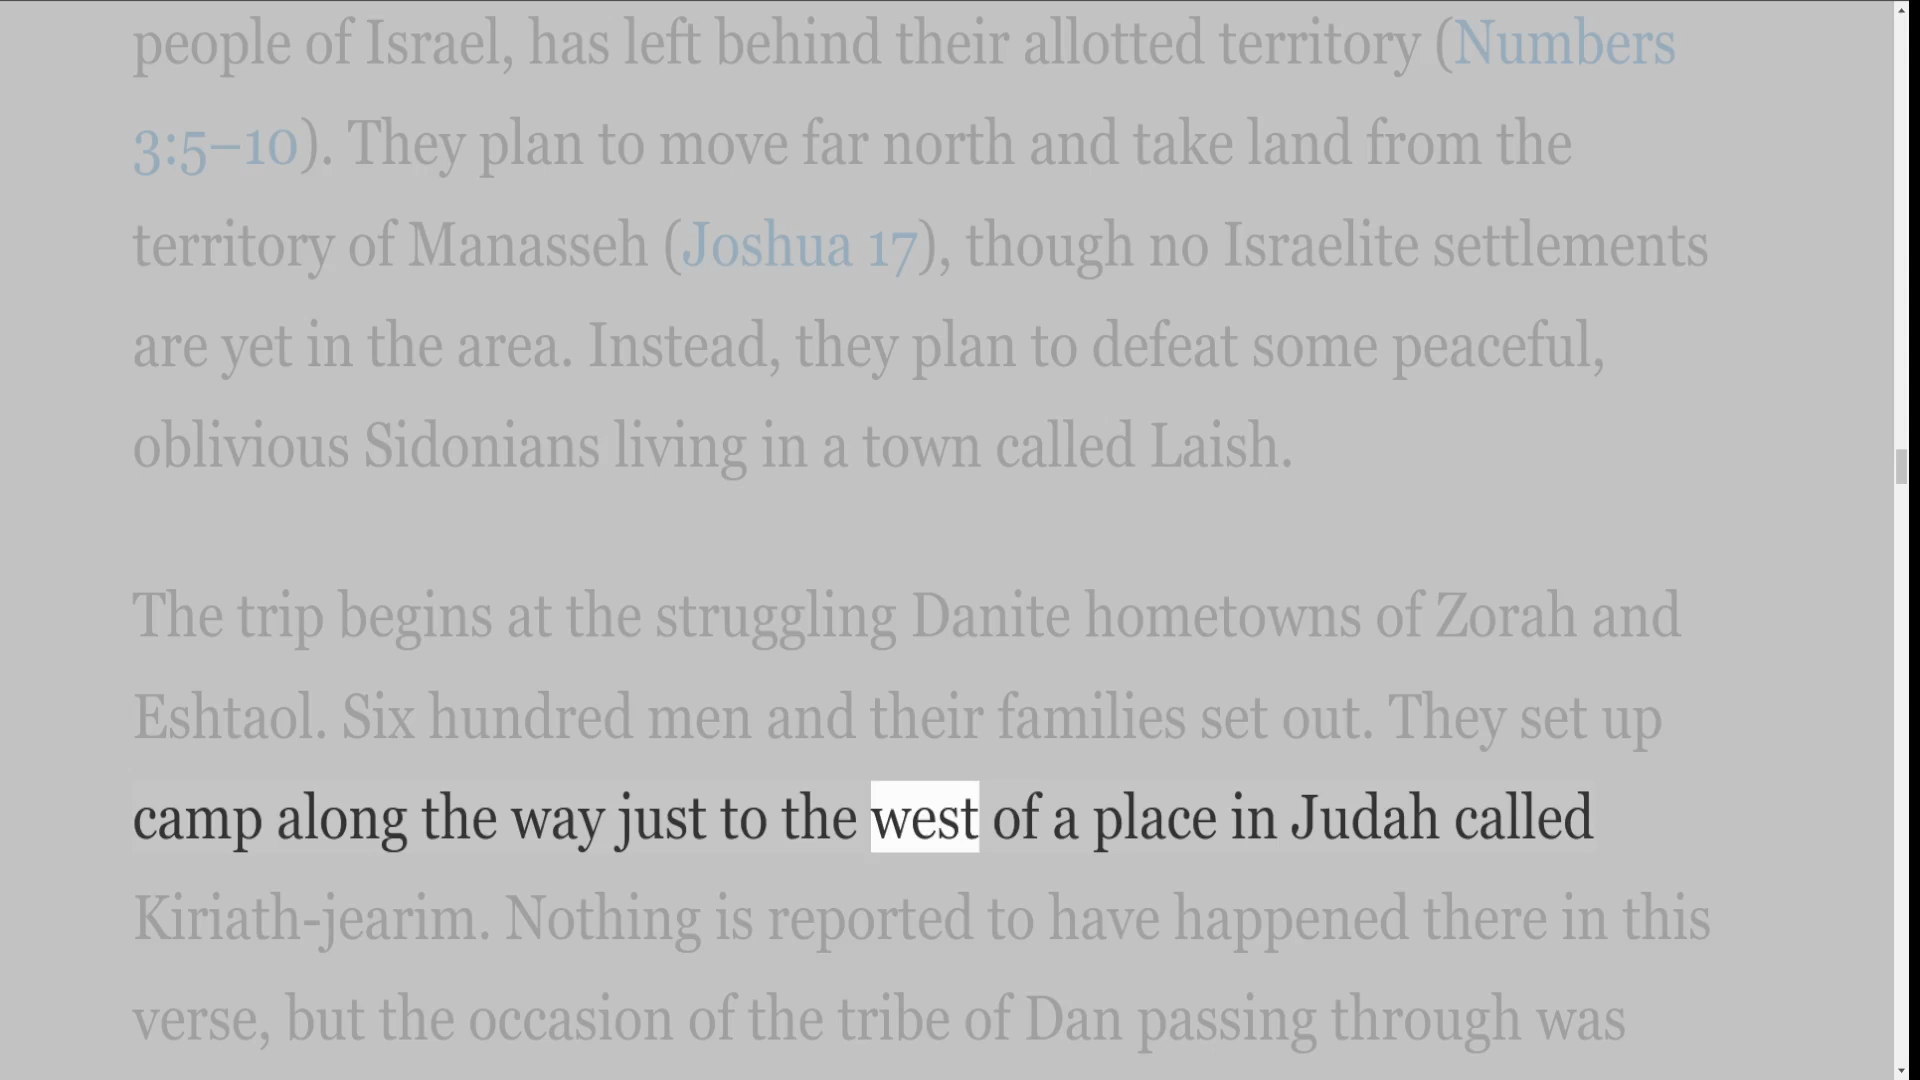 people of Israel, has left behind their allotted territory (Numbers
3:5–10). They plan to move far north and take land from the
territory of Manasseh (Joshua 17), though no Israelite settlements
are yet in the area. Instead, they plan to defeat some peaceful,
oblivious Sidonians living in a town called Laish.
The trip begins at the struggling Danite hometowns of Zorah and
Eshtaol. Six hundred men and their families set out. They set up
camp along the way just to the west of a place in Judah called
Kiriath-jearim. Nothing is reported to have happened there in this
verse, but the occasion of the tribe of Dan passing through was